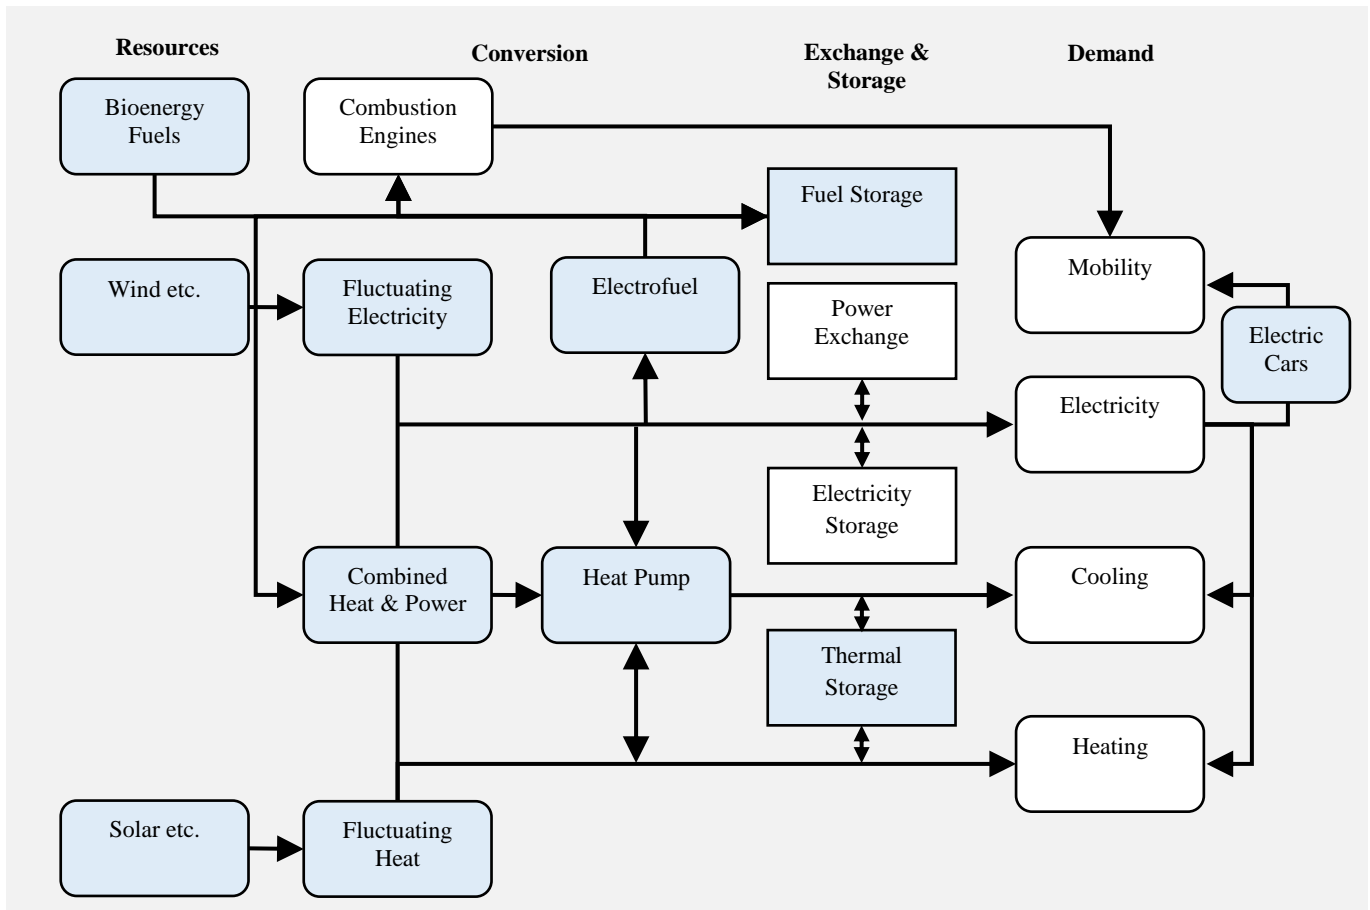 Resources
Conversion
Exchange &
Storage
Demand
Bioenergy
Fuels
Combustion
Engines
Fuel Storage
Mobility
Wind etc.
Fluctuating
Electricity
Electrofuel
Power
Exchange
Electric
Cars
Electricity
Electricity
Storage
Combined
Heat & Power
Heat Pump
Cooling
Thermal
Storage
Heating
Solar etc.
Fluctuating
Heat